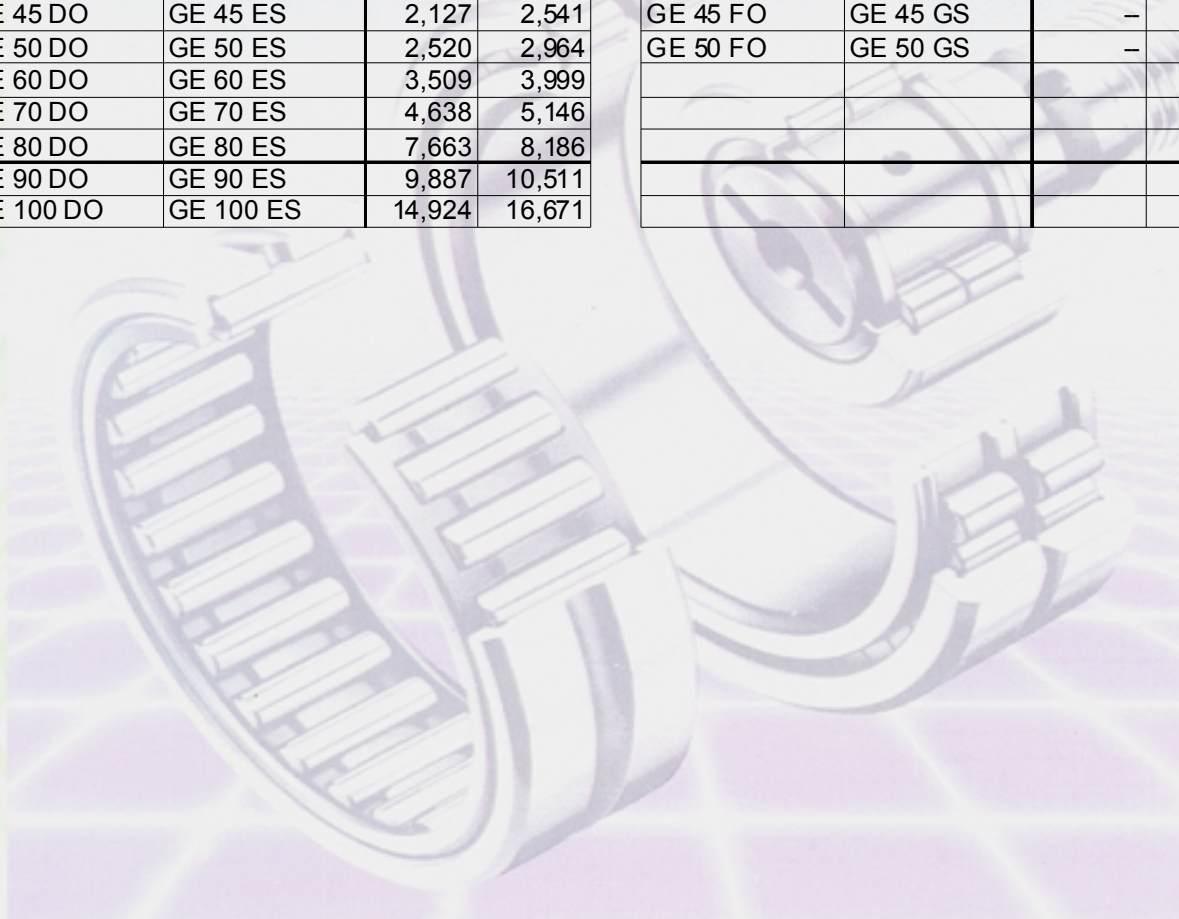 45 DO GE 45 ES 2,127 2,541 GE 45 FO GE 45 GS --
50 DO GE 50 ES 2,520 2,964 GE 50 FO GE 50 GS --
60 DO GE 60 ES 3,509 3,999
70 DO GE 70 ES 4,638 5,146
80 DO GE 80 ES 7,663 8,186
90 DO GE 90 ES 9,887 10,511
100 DO GE 100 ES 14,924 16,671